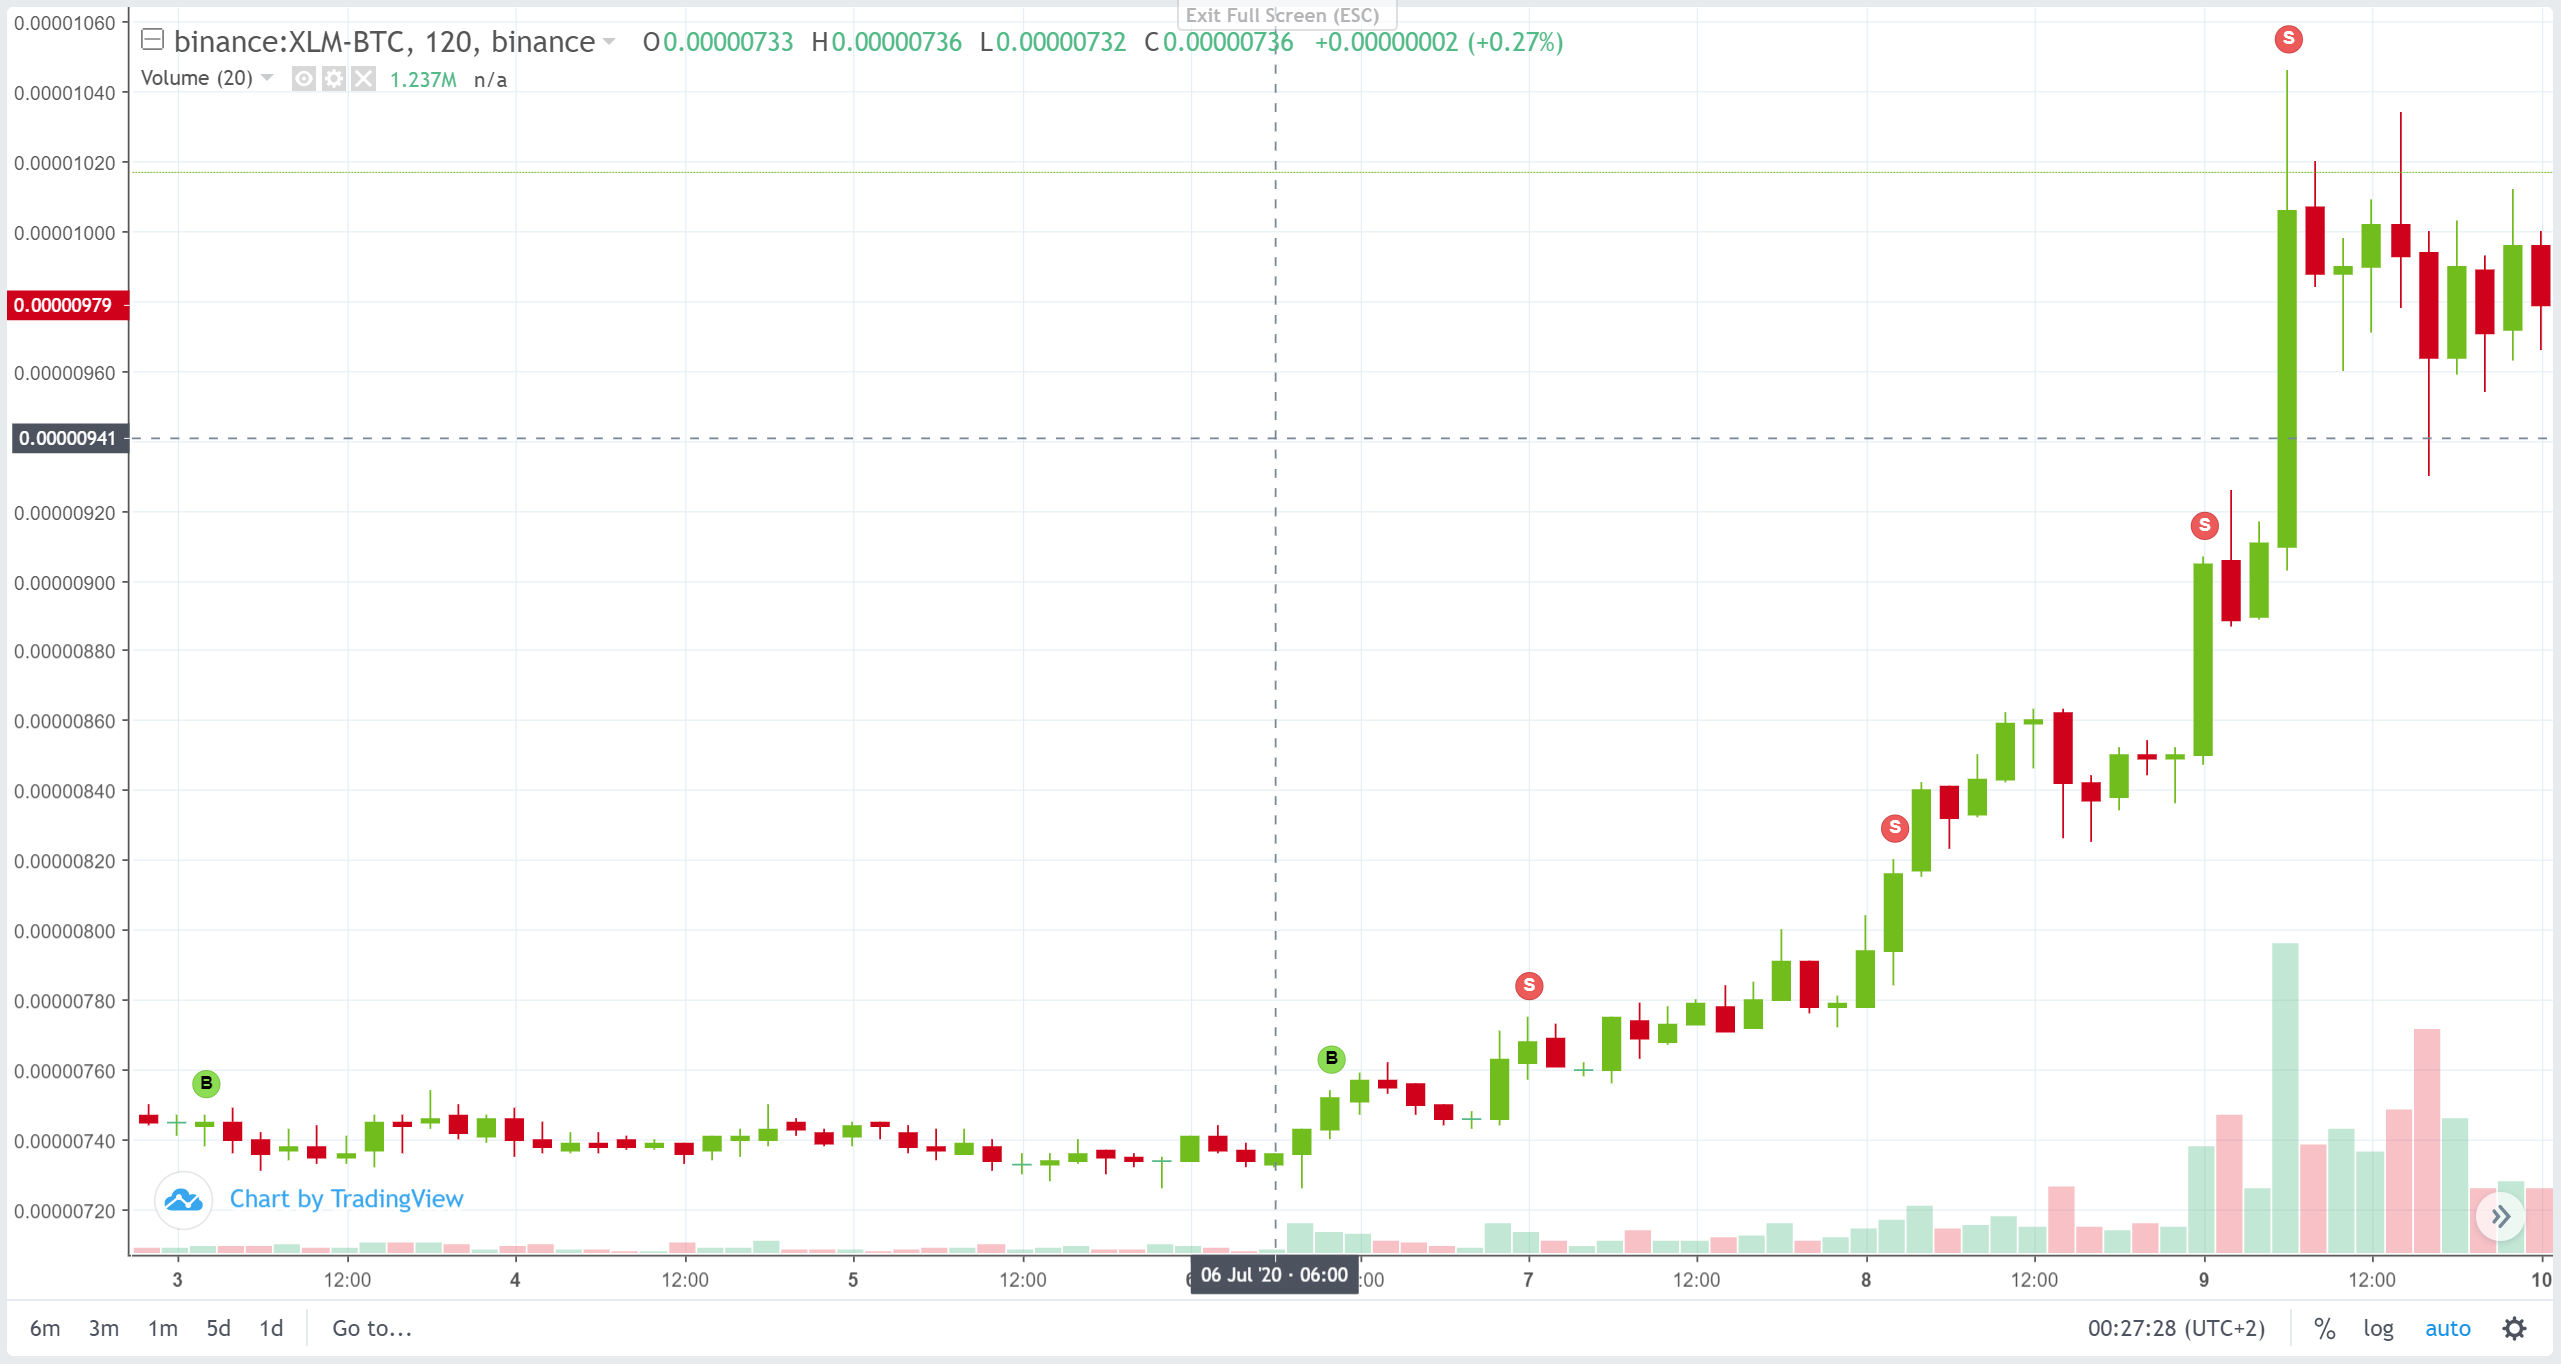 Exit Full Screen (ESC)
binance:XLM-BTC, 120, binance O0.00000733 H0.00000736 L0.00000732 C0.00000736 +0.00000002 (+0.27%)
Volume (20) 1.237M n/a
0.00001060
0.00001040
0.00001020
0.00001000
0.00000979
0.00000960
0.00000941
0.00000920
0.00000900
0.00000880
0.00000860
0.00000840
0.00000820
0.00000800
0.00000780
0.00000760
0.00000740
0.00000720
S
S
S
S
B
B
Chart by TradingView
3 12:00 4 12:00 5 12:00 06 Jul '20 · 06:00 :00 7 12:00 8 12:00 9 12:00 10
6m 3m 1m 5d 1d Go to... 00:27:28 (UTC+2) % log auto